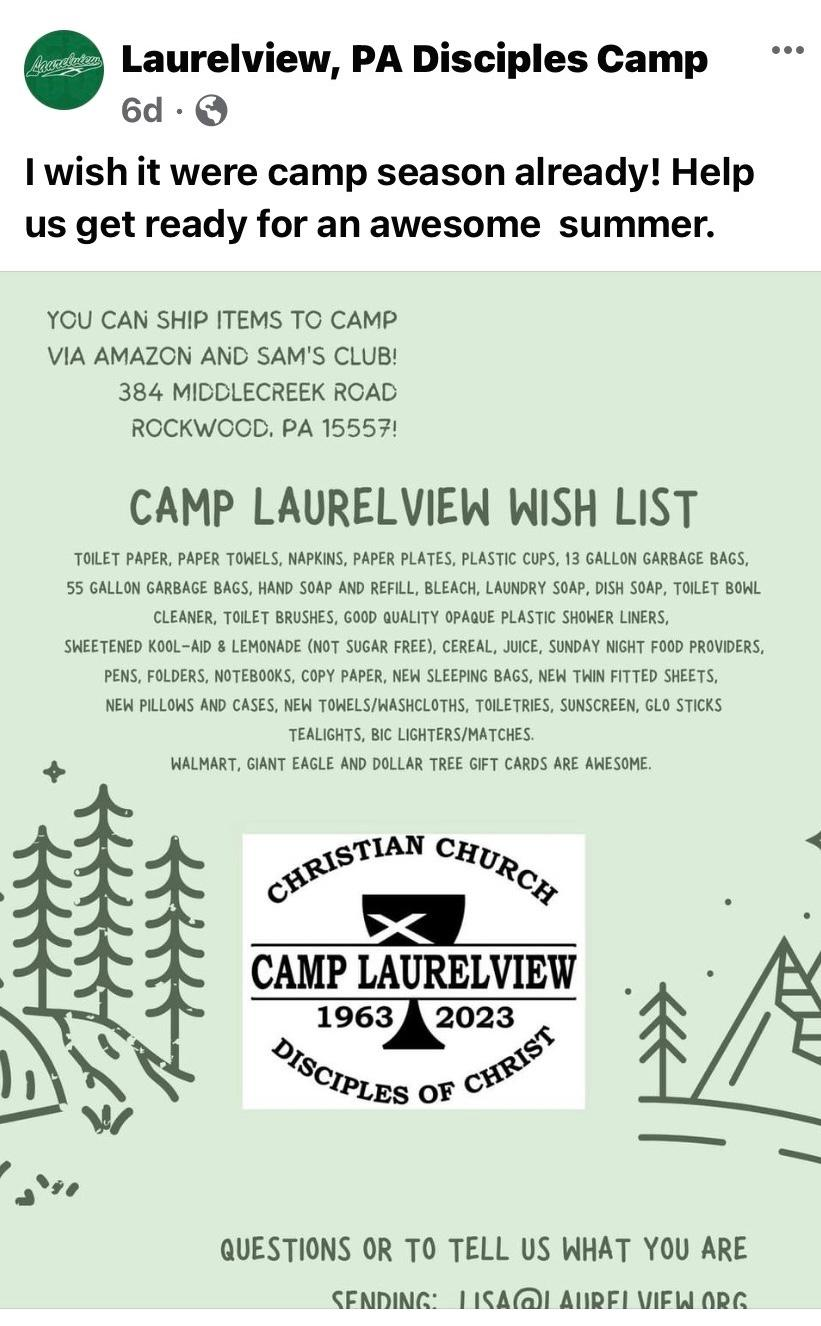 Laurelview
Laurelview, PA Disciples Camp
6d ·
I wish it were camp season already! Help
us get ready for an awesome  summer.
YOU CAN SHIP ITEMS TO CAMP
VIA AMAZON AND SAM'S CLUB!
384 MIDDLECREEK ROAD
ROCKWOOD, PA 15557!
CAMP LAURELVIEW WISH LIST
TOILET PAPER, PAPER TOWELS, NAPKINS, PAPER PLATES, PLASTIC CUPS, 13 GALLON GARBAGE BAGS,
55 GALLON GARBAGE BAGS, HAND SOAP AND REFILL, BLEACH, LAUNDRY SOAP, DISH SOAP, TOILET BOWL
CLEANER, TOILET BRUSHES, GOOD QUALITY OPAQUE PLASTIC SHOWER LINERS,
SWEETENED KOOL-AID & LEMONADE (NOT SUGAR FREE), CEREAL, JUICE, SUNDAY NIGHT FOOD PROVIDERS,
PENS, FOLDERS, NOTEBOOKS, COPY PAPER, NEW SLEEPING BAGS, NEW TWIN FITTED SHEETS,
NEW PILLOWS AND CASES, NEW TOWELS/WASHCLOTHS, TOILETRIES, SUNSCREEN, GLO STICKS
TEALIGHTS, BIC LIGHTERS/MATCHES.
WALMART, GIANT EAGLE AND DOLLAR TREE GIFT CARDS ARE AWESOME.
CHRISTIAN CHURCH
CAMP LAURELVIEW
1963 2023
DISCIPLES OF CHRIST
QUESTIONS OR TO TELL US WHAT YOU ARE
SENDING: LISA@LAURELVIEW.ORG